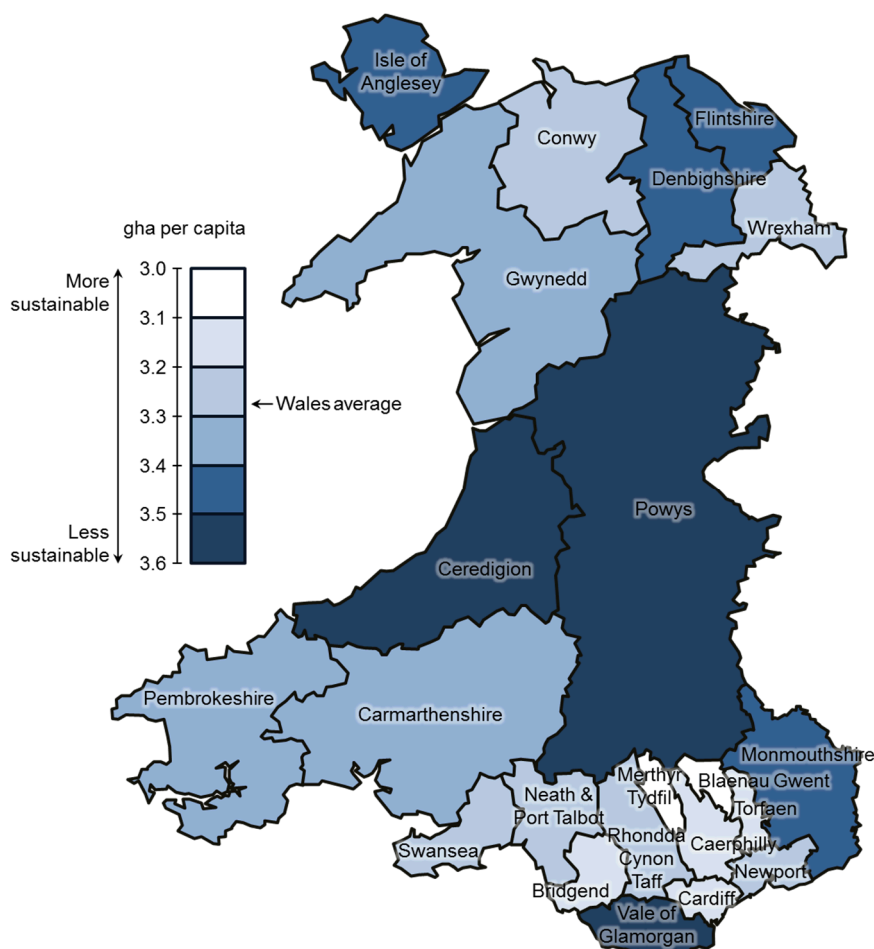 Isle of
Anglesey
Flintshire
Conwy
Denbighshire
Wrexham
gha per capita
Gwynedd
More
sustainable
3.0
3.1
3.2
3.3
3.4
3.5
3.6
Wales average
Less
sustainable
Powys
Ceredigion
Pembrokeshire
Carmarthenshire
Monmouthshire
Merthyr
Tydfil
Blaenau Gwent
Neath &
Port Talbot
Torfaen
Rhondda
Cynon
Taff
Caerphilly
Swansea
Newport
Bridgend
Cardiff
Vale of
Glamorgan